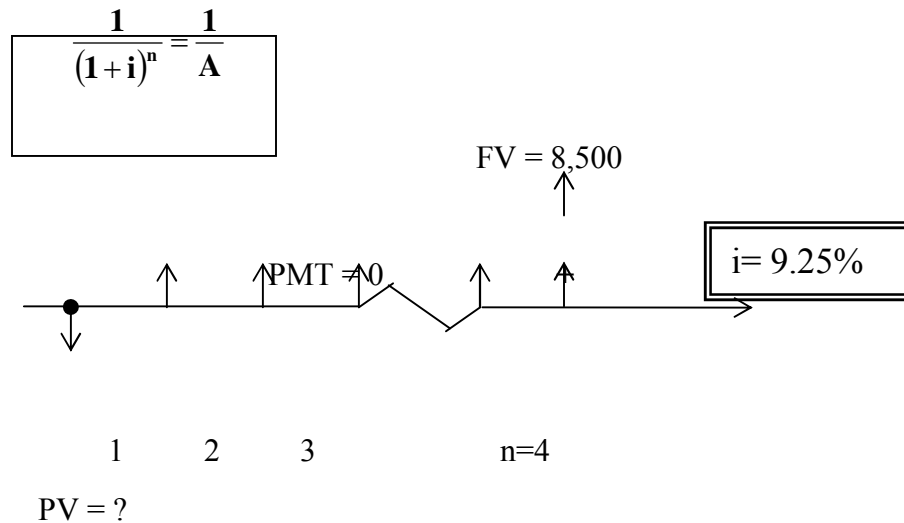 1/(1+i)^n = 1/A
FV = 8,500
PMT = 0
i= 9.25%
1 2 3 n=4
PV = ?